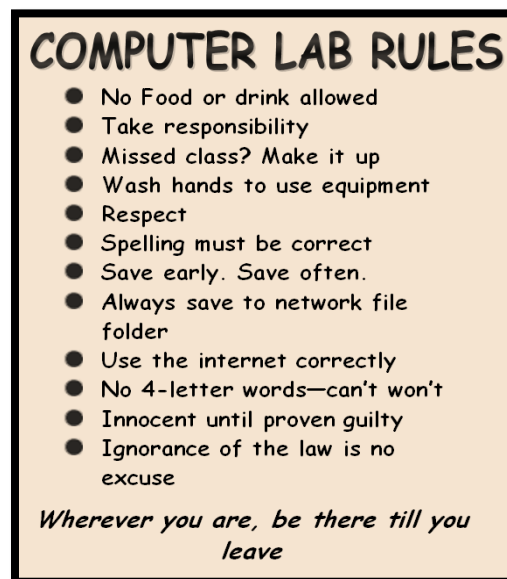 COMPUTER LAB RULES
No Food or drink allowed
Take responsibility
Missed class? Make it up
Wash hands to use equipment
Respect
Spelling must be correct
Save early. Save often.
Always save to network file
folder
Use the internet correctly
No 4-letter words—can't won't
Innocent until proven guilty
Ignorance of the law is no
excuse
Wherever you are, be there till you
leave